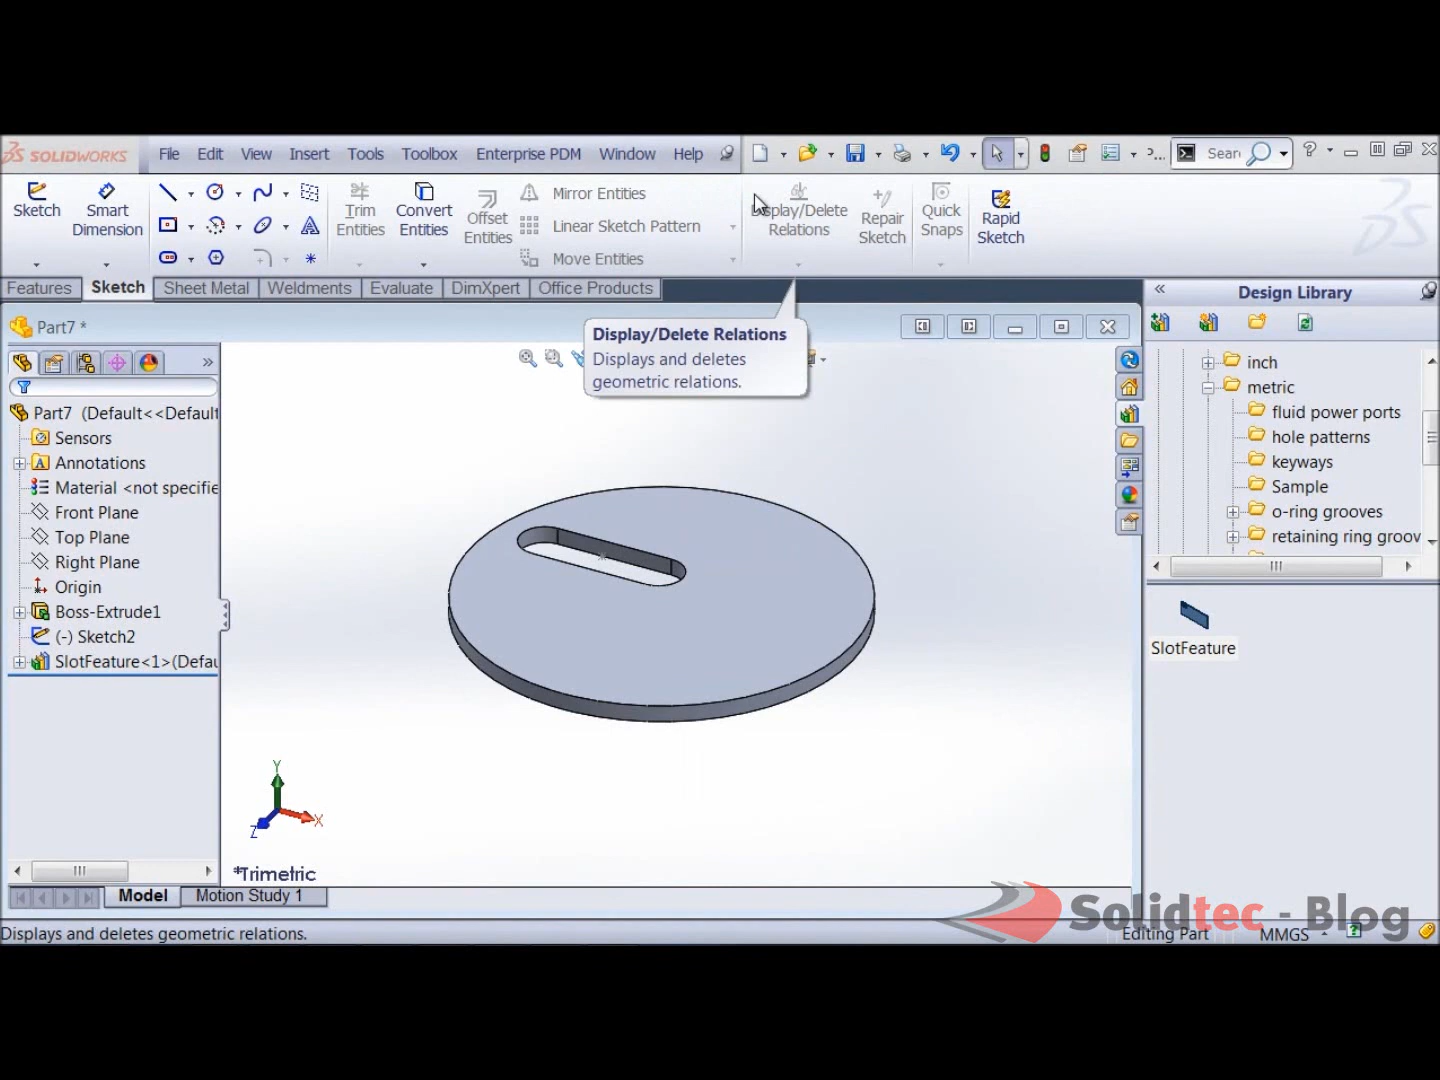 SOLIDWORKS File Edit View Insert Tools Toolbox Enterprise PDM Window Help
Sketch
Smart
Dimension
Trim
Entities
Convert
Entities
Offset
Entities
Mirror Entities
Linear Sketch Pattern
Move Entities
Display/Delete
Relations
Repair
Sketch
Quick
Snaps
Rapid
Sketch
Features Sketch Sheet Metal Weldments Evaluate DimXpert Office Products
Part7 *
Display/Delete Relations
Displays and deletes
geometric relations.
Part7 (Default<<Default
Sensors
A Annotations
Material <not specifie
Front Plane
Top Plane
Right Plane
Origin
Boss-Extrude1
(-) Sketch2
SlotFeature<1>(Defau
Y
X
Z
*Trimetric
Model Motion Study 1
Design Library
inch
metric
fluid power ports
hole patterns
keyways
Sample
o-ring grooves
retaining ring groov
SlotFeature
Solidtec - Blog
Displays and deletes geometric relations.
Editing Part MMGS